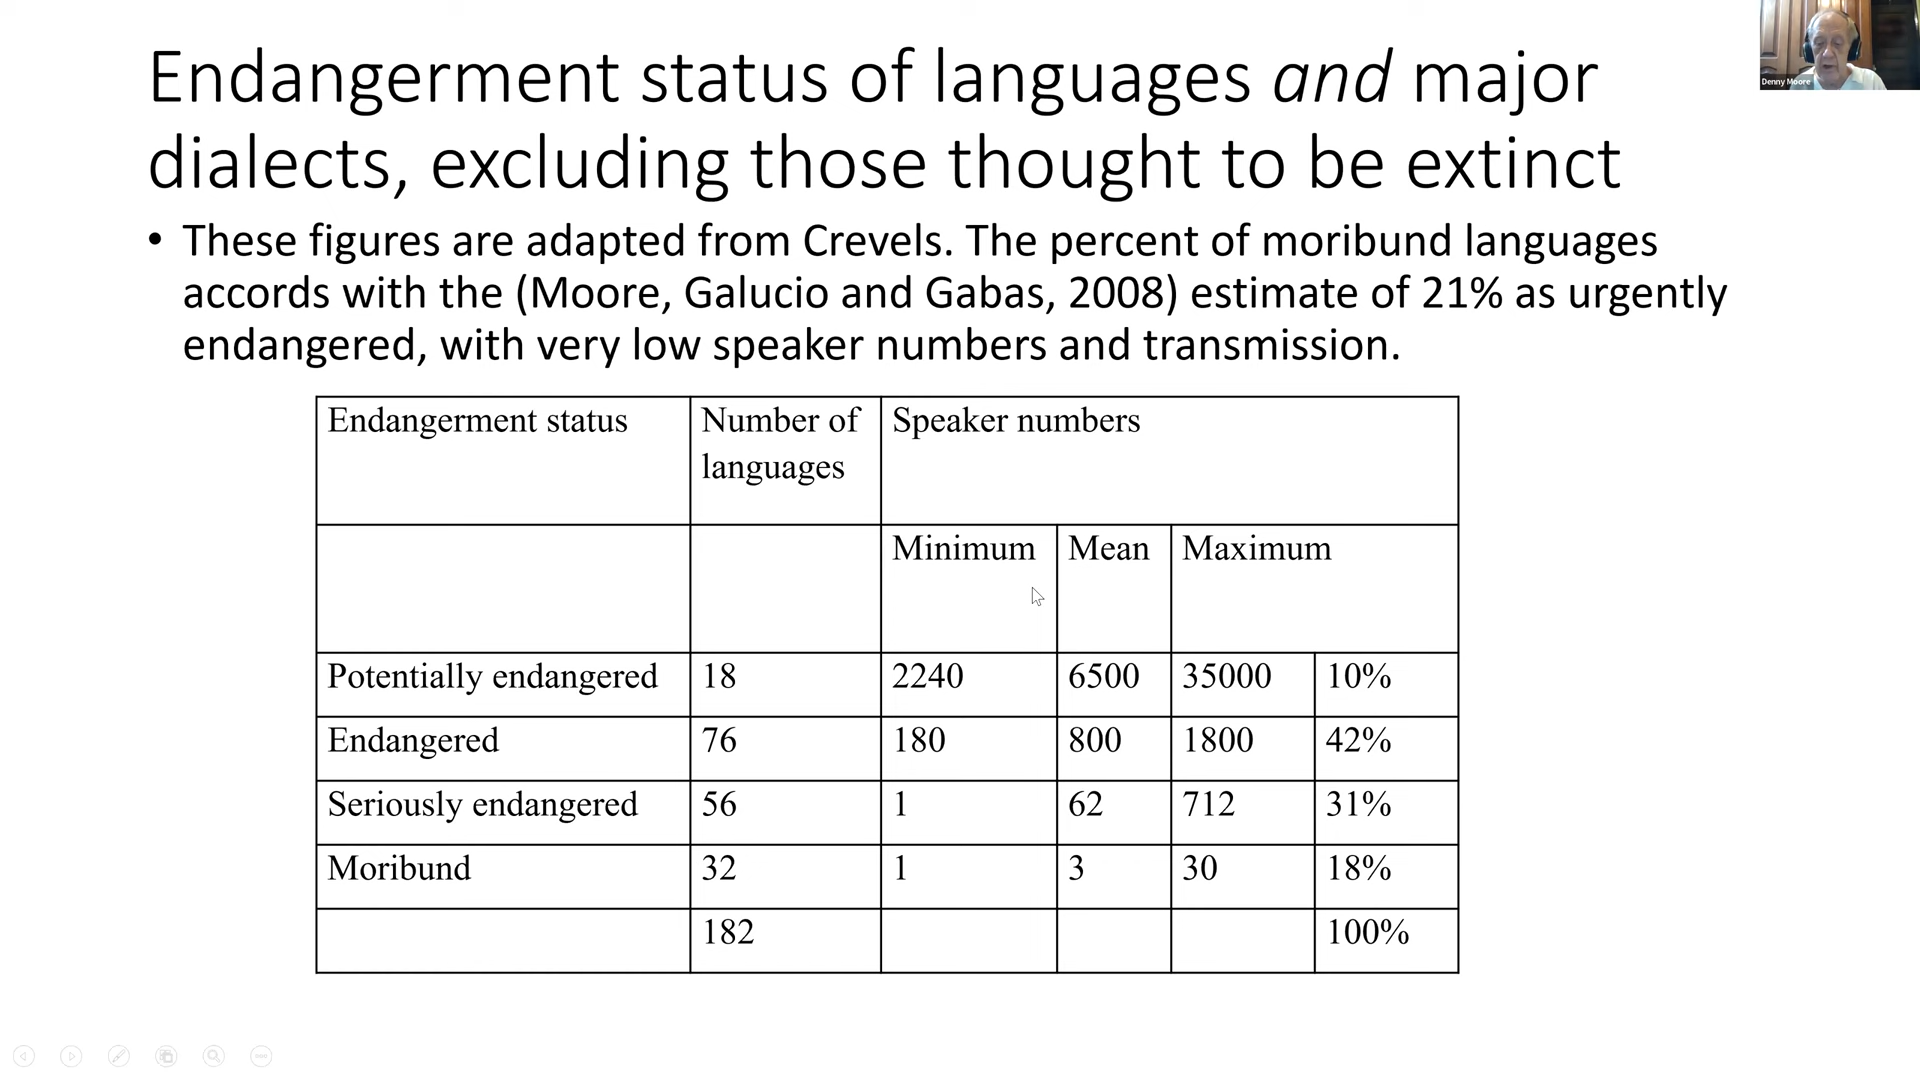 Endangerment status of languages and major
dialects, excluding those thought to be extinct
• These figures are adapted from Crevels. The percent of moribund languages
accords with the (Moore, Galucio and Gabas, 2008) estimate of 21% as urgently
endangered, with very low speaker numbers and transmission.
Endangerment status Number of languages Speaker numbers
Minimum Mean Maximum
Potentially endangered 18 2240 6500 35000 10%
Endangered 76 180 800 1800 42%
Seriously endangered 56 1 62 712 31%
Moribund 32 1 3 30 18%
182 100%
Denny Moore